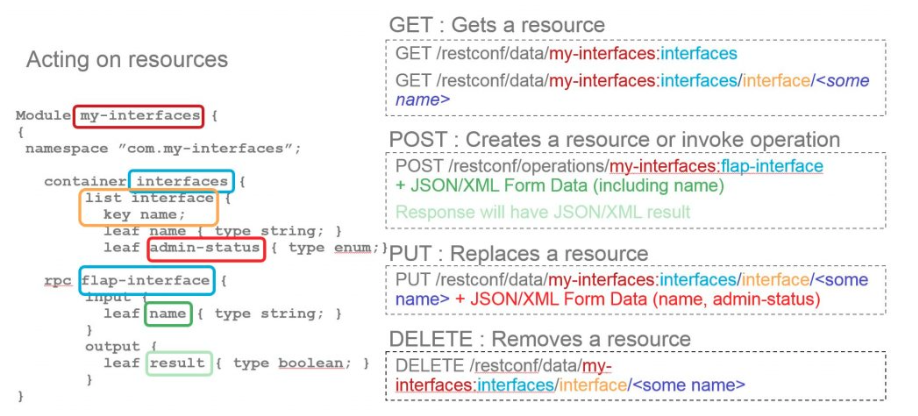 Acting on resources
Module my-interfaces {
{
namespace "com.my-interfaces";
container interfaces {
list interface {
key name;
leaf name { type string; }
leaf admin-status { type enum;}
rpc flap-interface {
input {
leaf name { type string; }
}
output {
leaf result { type boolean; }
}
}
GET : Gets a resource
GET /restconf/data/my-interfaces:interfaces
GET /restconf/data/my-interfaces:interfaces/interface/<some
name>
POST : Creates a resource or invoke operation
POST /restconf/operations/my-interfaces:flap-interface
+ JSON/XML Form Data (including name)
Response will have JSON/XML result
PUT : Replaces a resource
PUT /restconf/data/my-interfaces:interfaces/interface/<some
name> + JSON/XML Form Data (name, admin-status)
DELETE : Removes a resource
DELETE /restconf/data/my-
interfaces:interfaces/interface/<some name>